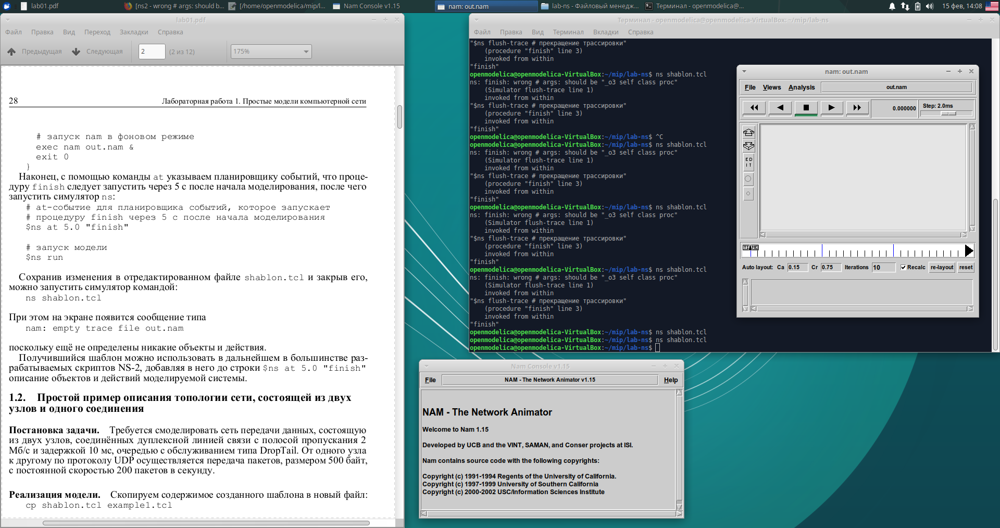 lab01.pdf
[ns2 - wrong # args: should b...
[/home/openmodelica/mip/l...
Nam Console v1.15
nam: out.nam
lab-ns - Файловый менедж...
Терминал - openmodelica@...
15 фев, 14:08
lab01.pdf
Файл Правка Вид Переход Закладки Справка
Предыдущая Следующая 2 (2 из 12) 175%
28 Лабораторная работа 1. Простые модели компьютерной сети
# запуск nam в фоновом режиме
exec nam out.nam &
exit 0
}
Наконец, с помощью команды at указываем планировщику событий, что проце-
дуру finish следует запустить через 5 с после начала моделирования, после чего
запустить симулятор ns:
# at-событие для планировщика событий, которое запускает
# процедуру finish через 5 с после начала моделирования
$ns at 5.0 "finish"
# запуск модели
$ns run
Сохранив изменения в отредактированном файле shablon.tcl и закрыв его,
можно запустить симулятор командой:
ns shablon.tcl
При этом на экране появится сообщение типа
nam: empty trace file out.nam
поскольку ещё не определены никакие объекты и действия.
Получившийся шаблон можно использовать в дальнейшем в большинстве раз-
рабатываемых скриптов NS-2, добавляя в него до строки $ns at 5.0 "finish"
описание объектов и действий моделируемой системы.
1.2. Простой пример описания топологии сети, состоящей из двух
узлов и одного соединения
Постановка задачи. Требуется смоделировать сеть передачи данных, состоящую
из двух узлов, соединённых дуплексной линией связи с полосой пропускания 2
Мб/с и задержкой 10 мс, очередью с обслуживанием типа DropTail. От одного узла
к другому по протоколу UDP осуществляется передача пакетов, размером 500 байт,
с постоянной скоростью 200 пакетов в секунду.
Реализация модели. Скопируем содержимое созданного шаблона в новый файл:
cp shablon.tcl example1.tcl
Терминал - openmodelica@openmodelica-VirtualBox: ~/mip/lab-ns
Файл Правка Вид Терминал Вкладки Справка
"$ns flush-trace # прекращение трассировки"
(procedure "finish" line 3)
invoked from within
"finish"
openmodelica@openmodelica-VirtualBox:~/mip/lab-ns$ ns shablon.tcl
ns: finish: wrong # args: should be "_o3 self class proc"
(Simulator flush-trace line 1)
invoked from within
"$ns flush-trace # прекращение трассировки"
(procedure "finish" line 3)
invoked from within
"finish"
openmodelica@openmodelica-VirtualBox:~/mip/lab-ns$ ^C
openmodelica@openmodelica-VirtualBox:~/mip/lab-ns$ ns shablon.tcl
ns: finish: wrong # args: should be "_o3 self class proc"
(Simulator flush-trace line 1)
invoked from within
"$ns flush-trace # прекращение трассировки"
(procedure "finish" line 3)
invoked from within
"finish"
openmodelica@openmodelica-VirtualBox:~/mip/lab-ns$ ns shablon.tcl
ns: finish: wrong # args: should be "_o3 self class proc"
(Simulator flush-trace line 1)
invoked from within
"$ns flush-trace # прекращение трассировки"
(procedure "finish" line 3)
invoked from within
"finish"
openmodelica@openmodelica-VirtualBox:~/mip/lab-ns$ ns shablon.tcl
ns: finish: wrong # args: should be "_o3 self class proc"
(Simulator flush-trace line 1)
invoked from within
"$ns flush-trace # прекращение трассировки"
(procedure "finish" line 3)
invoked from within
"finish"
openmodelica@openmodelica-VirtualBox:~/mip/lab-ns$ ns shablon.tcl
openmodelica@openmodelica-VirtualBox:~/mip/lab-ns$ ns shablon.tcl
openmodelica@openmodelica-VirtualBox:~/mip/lab-ns$
nam: out.nam
File Views Analysis out.nam
0.000000 Step: 2.0ms
ED
IT
TIME
Auto layout: Ca 0.15 Cr 0.75 Iterations 10 Recalc re-layout reset
Nam Console v1.15
File NAM - The Network Animator v1.15 Help
NAM - The Network Animator
Welcome to Nam 1.15
Developed by UCB and the VINT, SAMAN, and Conser projects at ISI.
Nam contains source code with the following copyrights:
Copyright (c) 1991-1994 Regents of the University of California.
Copyright (c) 1997-1999 University of Southern California
Copyright (c) 2000-2002 USC/Information Sciences Institute